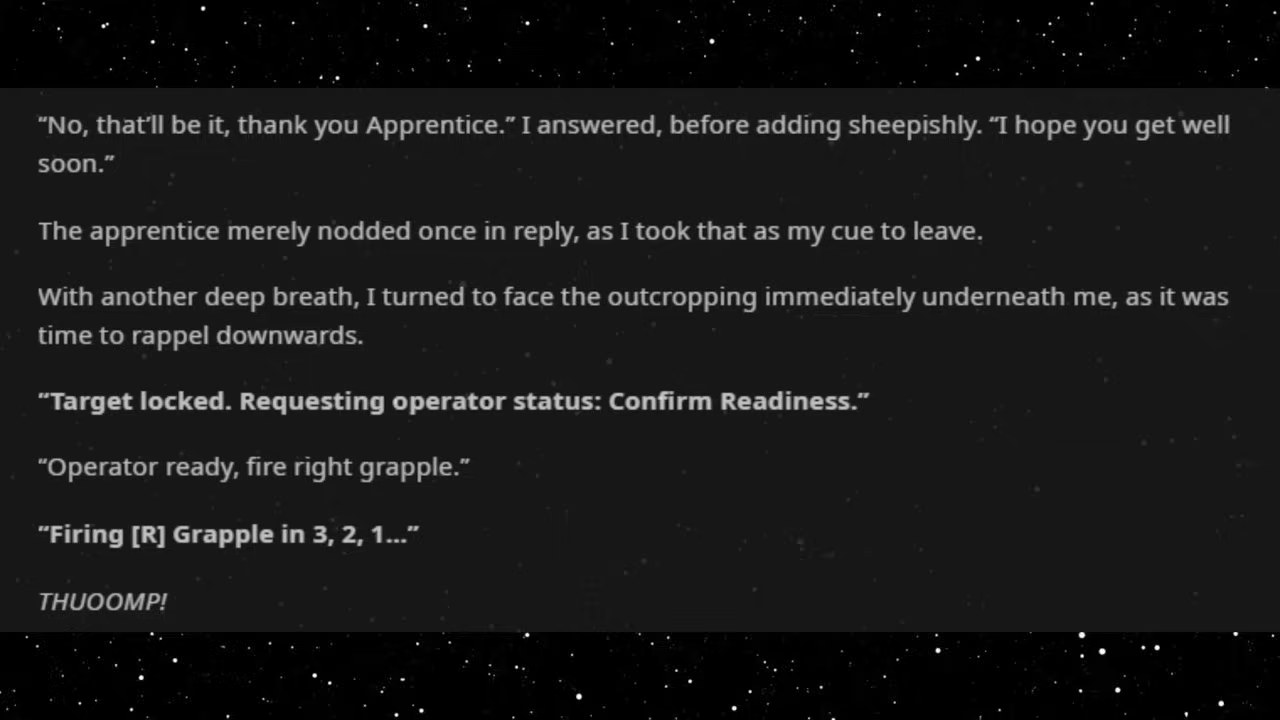 “No, that’ll be it, thank you Apprentice.” I answered, before adding sheepishly. “I hope you get well
soon.”
The apprentice merely nodded once in reply, as I took that as my cue to leave.
With another deep breath, I turned to face the outcropping immediately underneath me, as it was
time to rappel downwards.
“Target locked. Requesting operator status: Confirm Readiness.”
“Operator ready, fire right grapple.”
“Firing [R] Grapple in 3, 2, 1…”
THUOOMP!